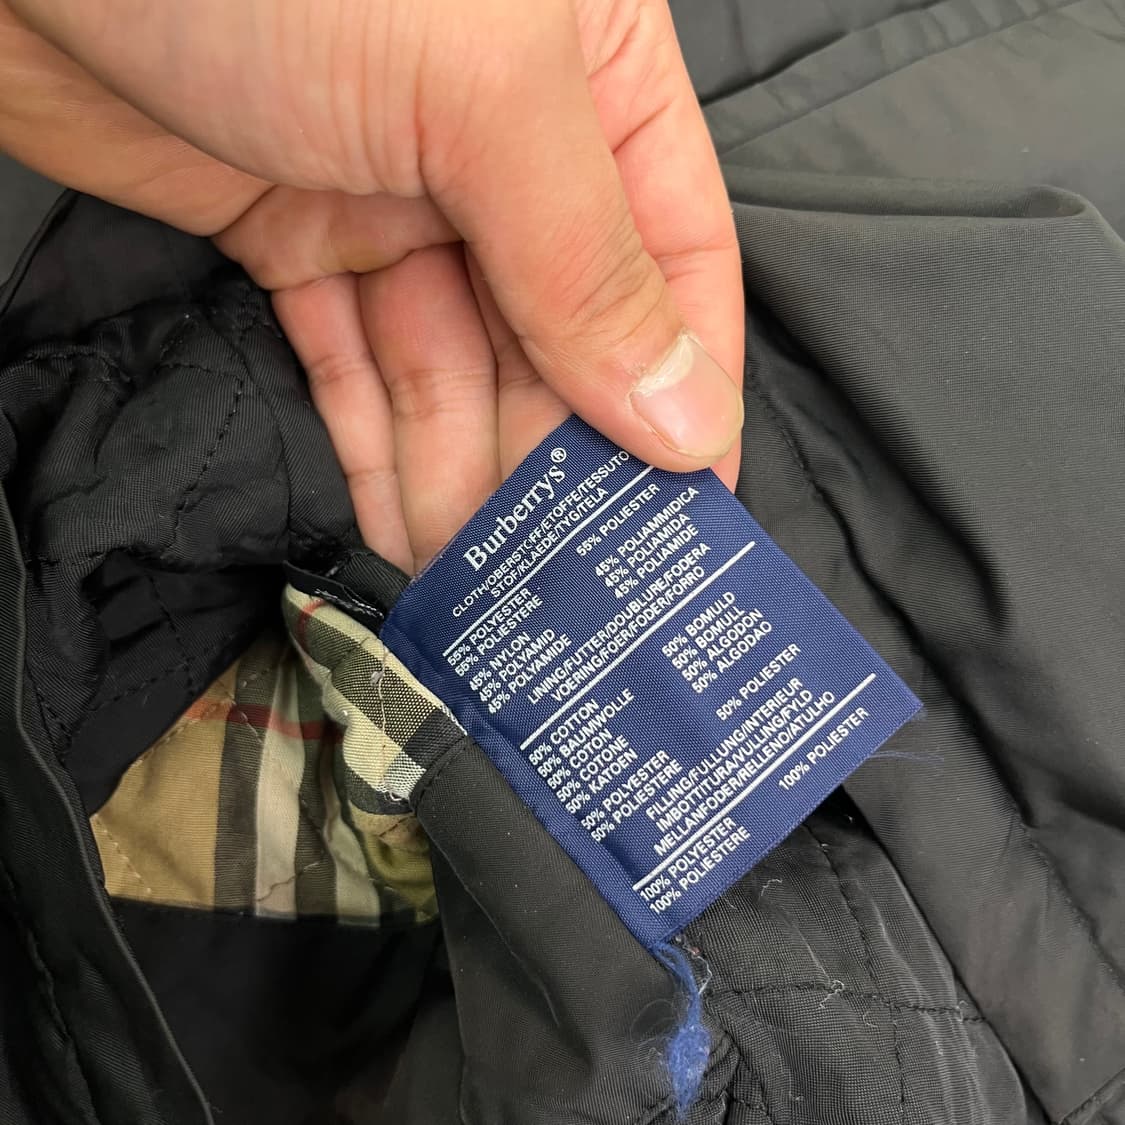 Burberrys®
CLOTH/OBERSTOFF/ETOFFE/TESSUTO
STOF/KLAEDE/TYG/TELA
55% POLYESTER
55% POLIESTERE
45% NYLON
45% POLYAMID
45% POLYAMIDE
55% POLIESTER
45% POLIAMMIDICA
45% POLIAMIDA
45% POLIAMIDE
LINING/FUTTER/DOUBLURE/FODERA
VOERING/FOER/FODER/FORRO
50% COTTON
50% BAUMWOLLE
50% COTON
50% COTONE
50% KATOEN
50% POLYESTER
50% POLIESTERE
50% BOMULD
50% BOMULL
50% ALGODON
50% ALGODAO
50% POLIESTER
FILLING/FULLUNG/INTERIEUR
IMBOTTITURA/VULLING/FYLD
MELLANFODER/RELLENO/ATULHO
100% POLYESTER
100% POLIESTERE
100% POLIESTER